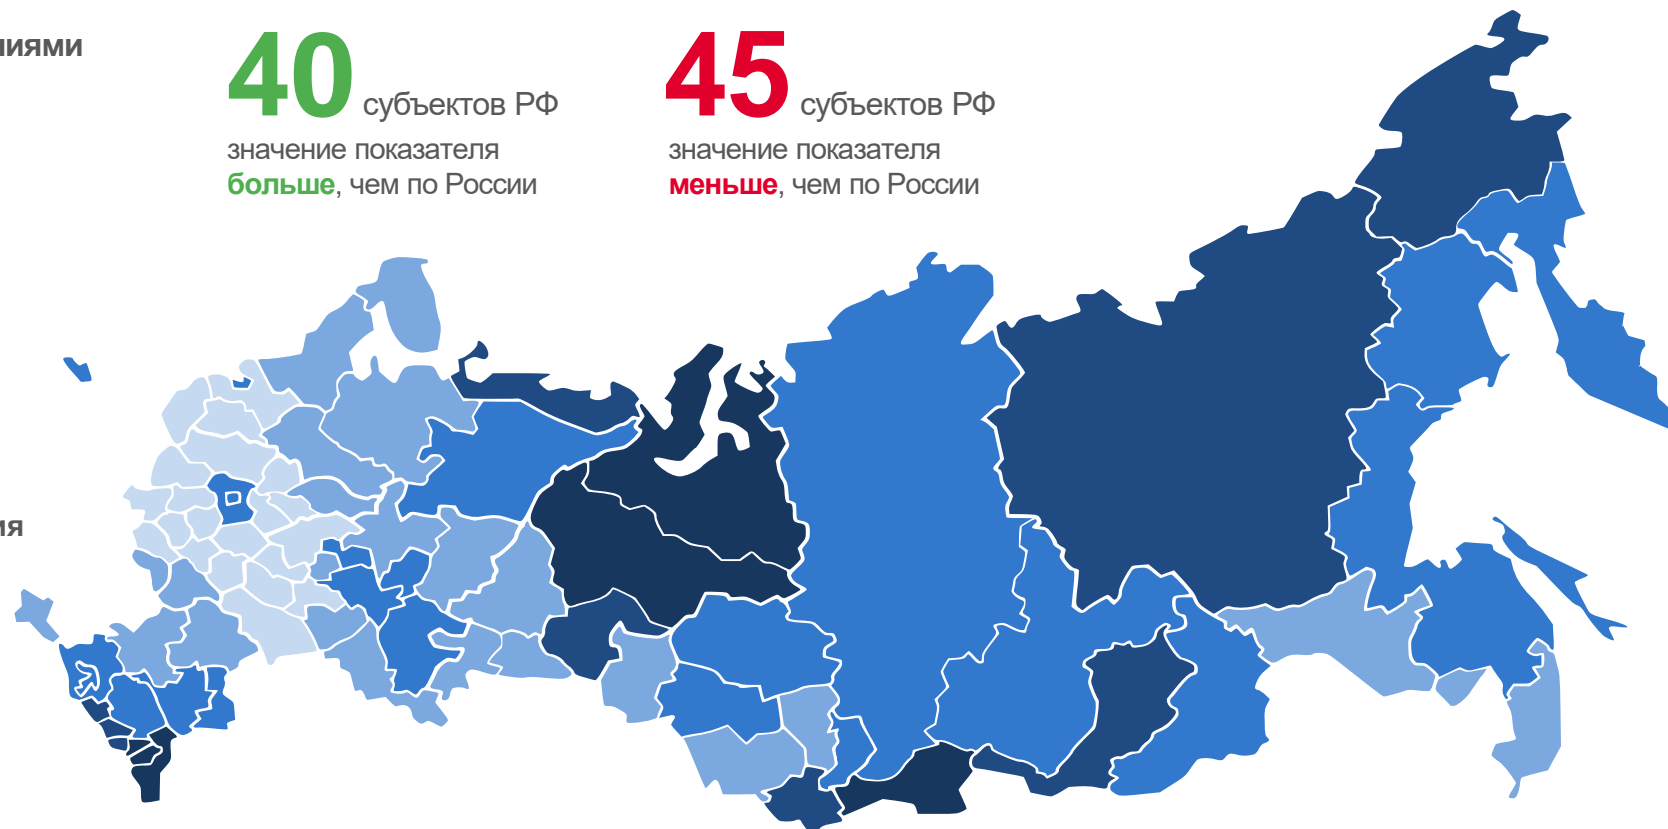 ниями
40 субъектов РФ
значение показателя
больше, чем по России
45 субъектов РФ
значение показателя
меньше, чем по России
ия